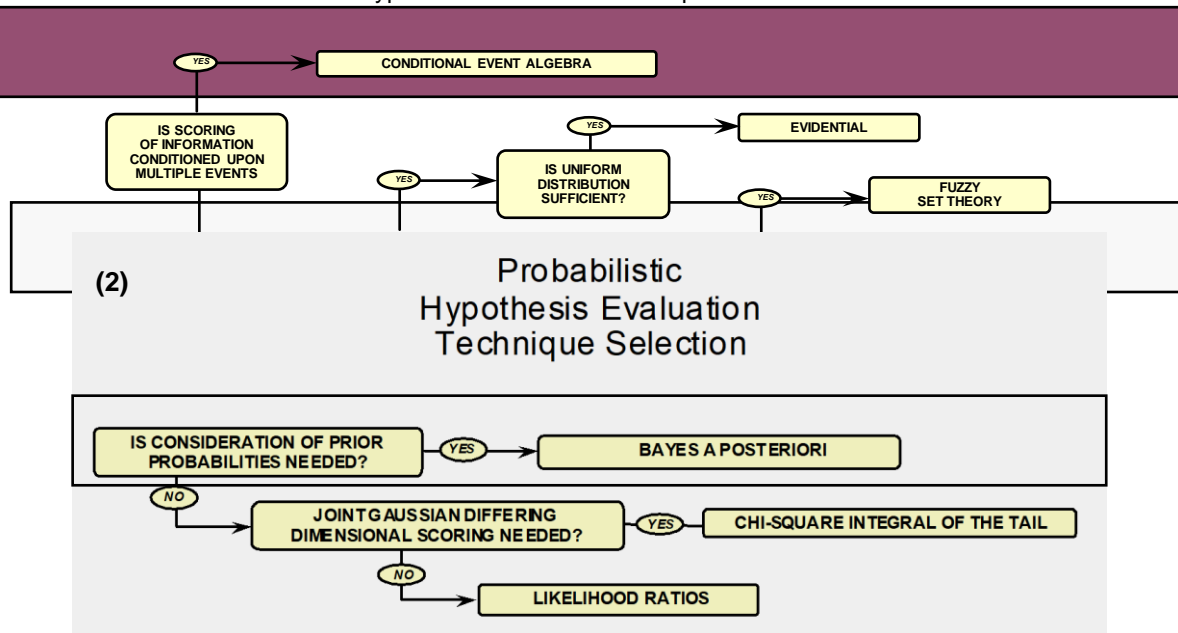 YES
CONDITIONAL EVENT ALGEBRA
IS SCORING
OF INFORMATION
CONDITIONED UPON
MULTIPLE EVENTS
YES
EVIDENTIAL
YES
IS UNIFORM
DISTRIBUTION
SUFFICIENT?
YES
FUZZY
SET THEORY
(2)
Probabilistic
Hypothesis Evaluation
Technique Selection
IS CONSIDERATION OF PRIOR
PROBABILITIES NEEDED?
YES
BAYES A POSTERIORI
NO
JOINT GAUSSIAN DIFFERING
DIMENSIONAL SCORING NEEDED?
YES
CHI-SQUARE INTEGRAL OF THE TAIL
NO
LIKELIHOOD RATIOS